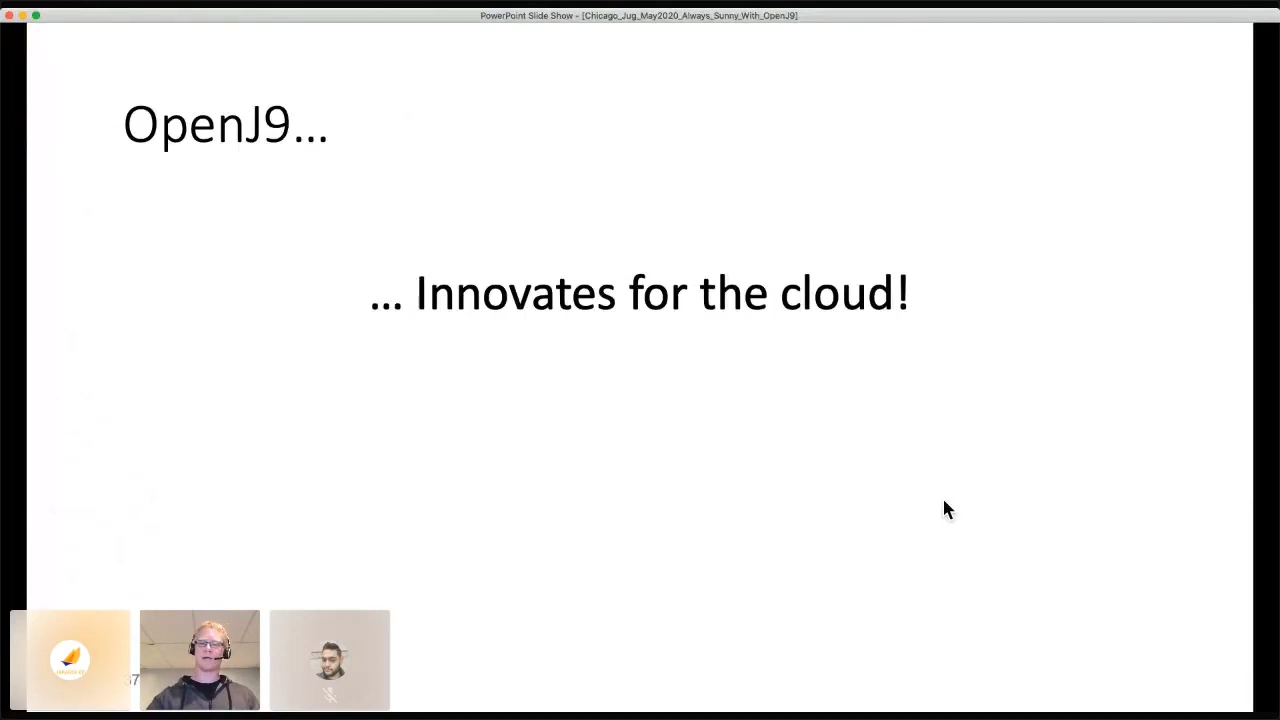 PowerPoint Slide Show - [Chicago_Jug_May2020_Always_Sunny_With_OpenJ9]
OpenJ9...
... Innovates for the cloud!